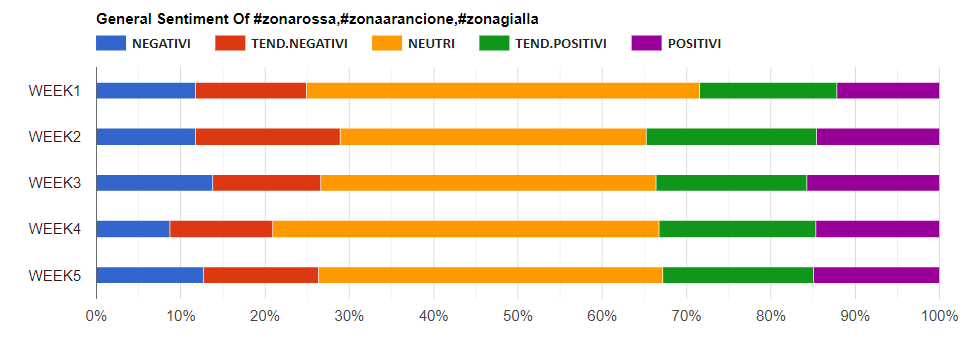 General Sentiment Of #zonarossa,#zonaarancione,#zonagialla
NEGATIVI TEND.NEGATIVI NEUTRI TEND.POSITIVI POSITIVI
WEEK1
WEEK2
WEEK3
WEEK4
WEEK5
0% 10% 20% 30% 40% 50% 60% 70% 80% 90% 100%